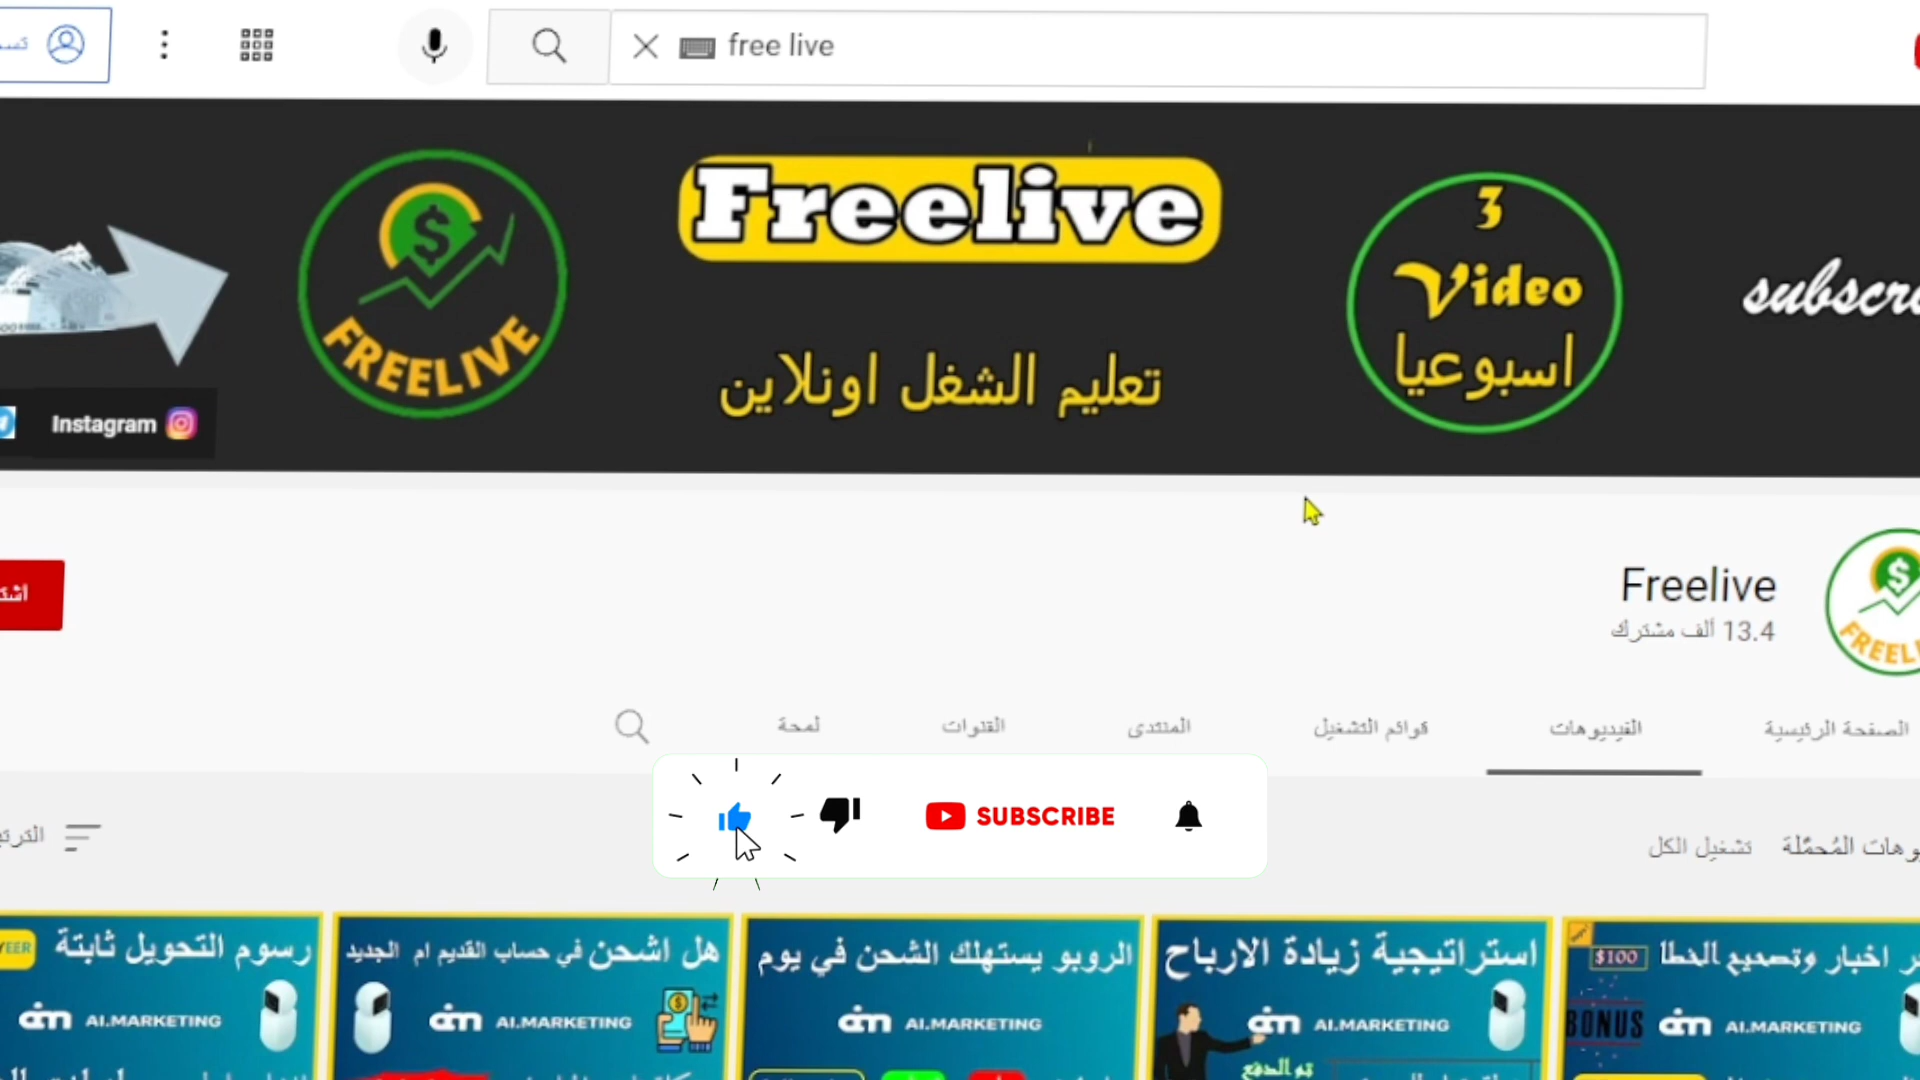 free live
Freelive
FREELIVE
تعليم الشغل اونلاين
3
Video
اسبوعيا
Instagram
Freelive
13.4 ألف مشترك
الصفحة الرئيسية
الفيديوهات
قوائم التشغيل
المنتدى
القنوات
لمحة
SUBSCRIBE
تشغيل الكل
المُحمَّلة
اخبار وتصحيح الخطا
$100
BONUS
AI.MARKETING
استراتيجية زيادة الارباح
AI.MARKETING
تم الدفع
الروبو يستهلك الشحن في يوم
AI.MARKETING
هل اشحن في حساب القديم ام الجديد
AI.MARKETING
رسوم التحويل ثابتة
AI.MARKETING